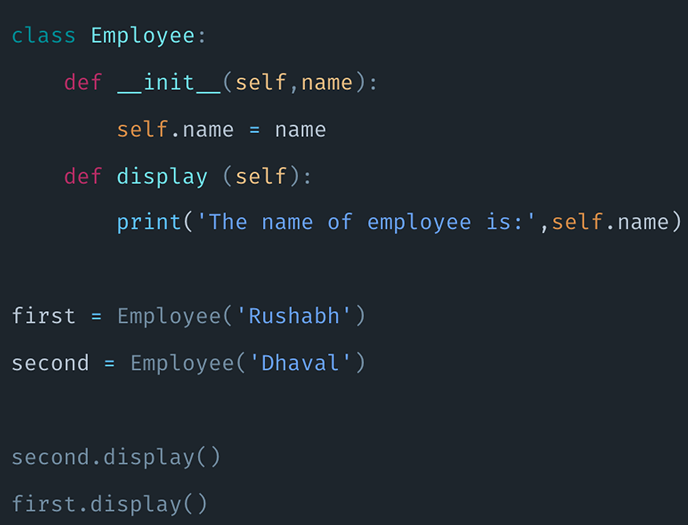 class Employee:
    def __init__(self,name):
        self.name = name
    def display (self):
        print('The name of employee is:',self.name)
first = Employee('Rushabh')
second = Employee('Dhaval')
second.display()
first.display()